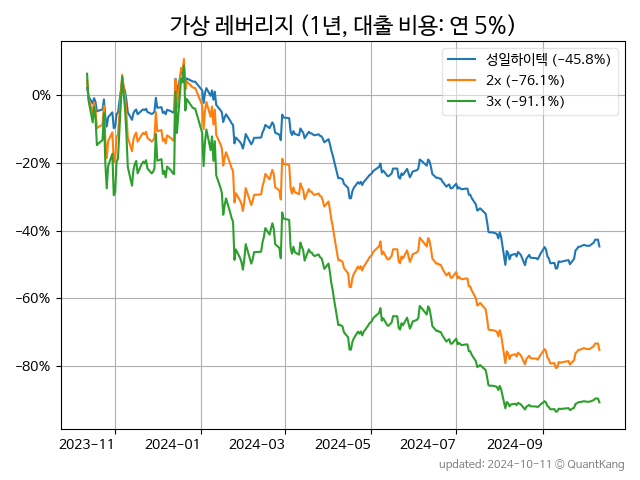 가상 레버리지 (1년, 대출 비용: 연 5%)
성일하이텍 (−45.8%)
2x (−76.1%)
3x (−91.1%)
0%
−20%
−40%
−60%
−80%
2023−11 2024−01 2024−03 2024−05 2024−07 2024−09
updated: 2024-10-11 © QuantKang